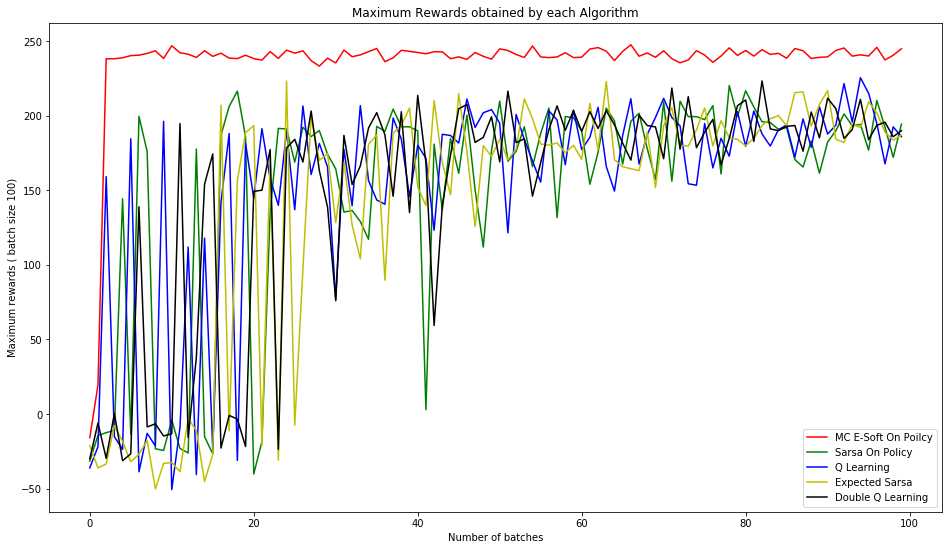 Maximum Rewards obtained by each Algorithm
Maximum rewards ( batch size 100)
250
200
150
100
50
0
−50
0
20
40
60
80
100
Number of batches
MC E-Soft On Poilcy
Sarsa On Policy
Q Learning
Expected Sarsa
Double Q Learning